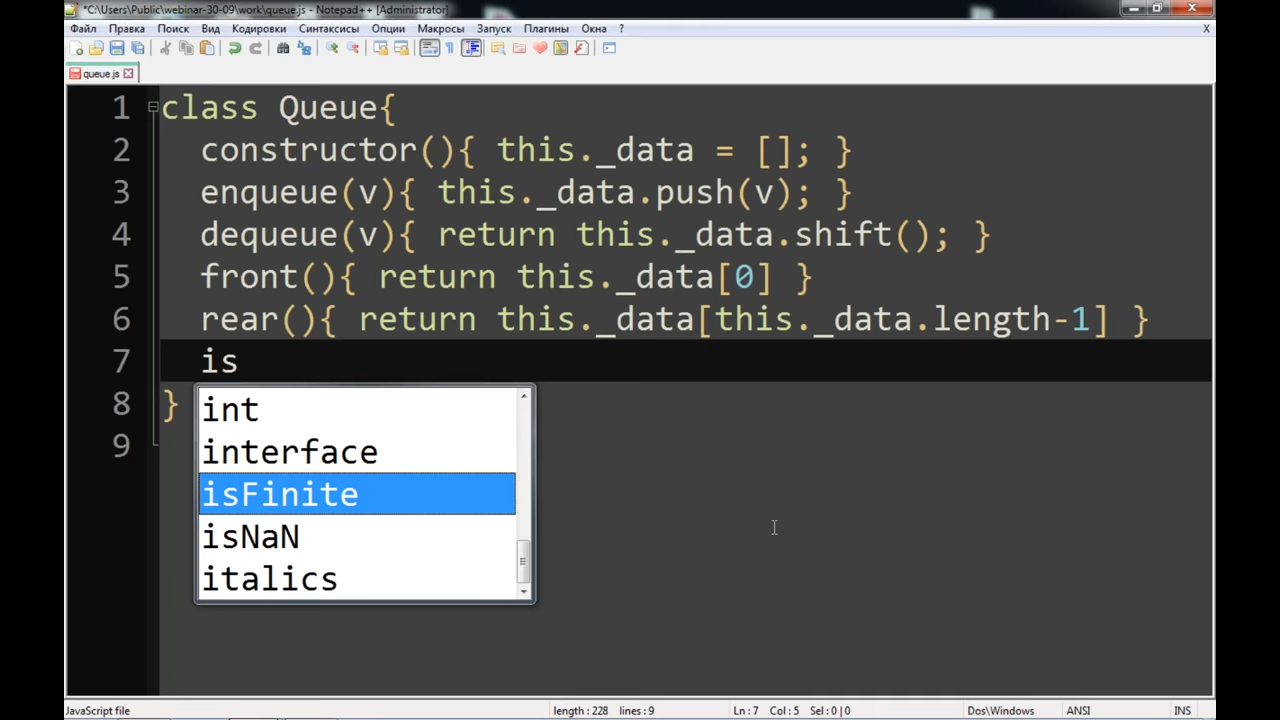 *C:\Users\Public\webinar-30-09\work\queue.js - Notepad++ [Administrator]
Файл Правка Поиск Вид Кодировки Синтаксисы Опции Макросы Запуск Плагины Окна ? X
queue.js
1 class Queue{
2 constructor(){ this._data = []; }
3 enqueue(v){ this._data.push(v); }
4 dequeue(v){ return this._data.shift(); }
5 front(){ return this._data[0] }
6 rear(){ return this._data[this._data.length-1] }
7 is
8 }
9
int
interface
isFinite
isNaN
italics
JavaScript file length : 228 lines : 9 Ln : 7 Col : 5 Sel : 0 | 0 Dos\Windows ANSI INS